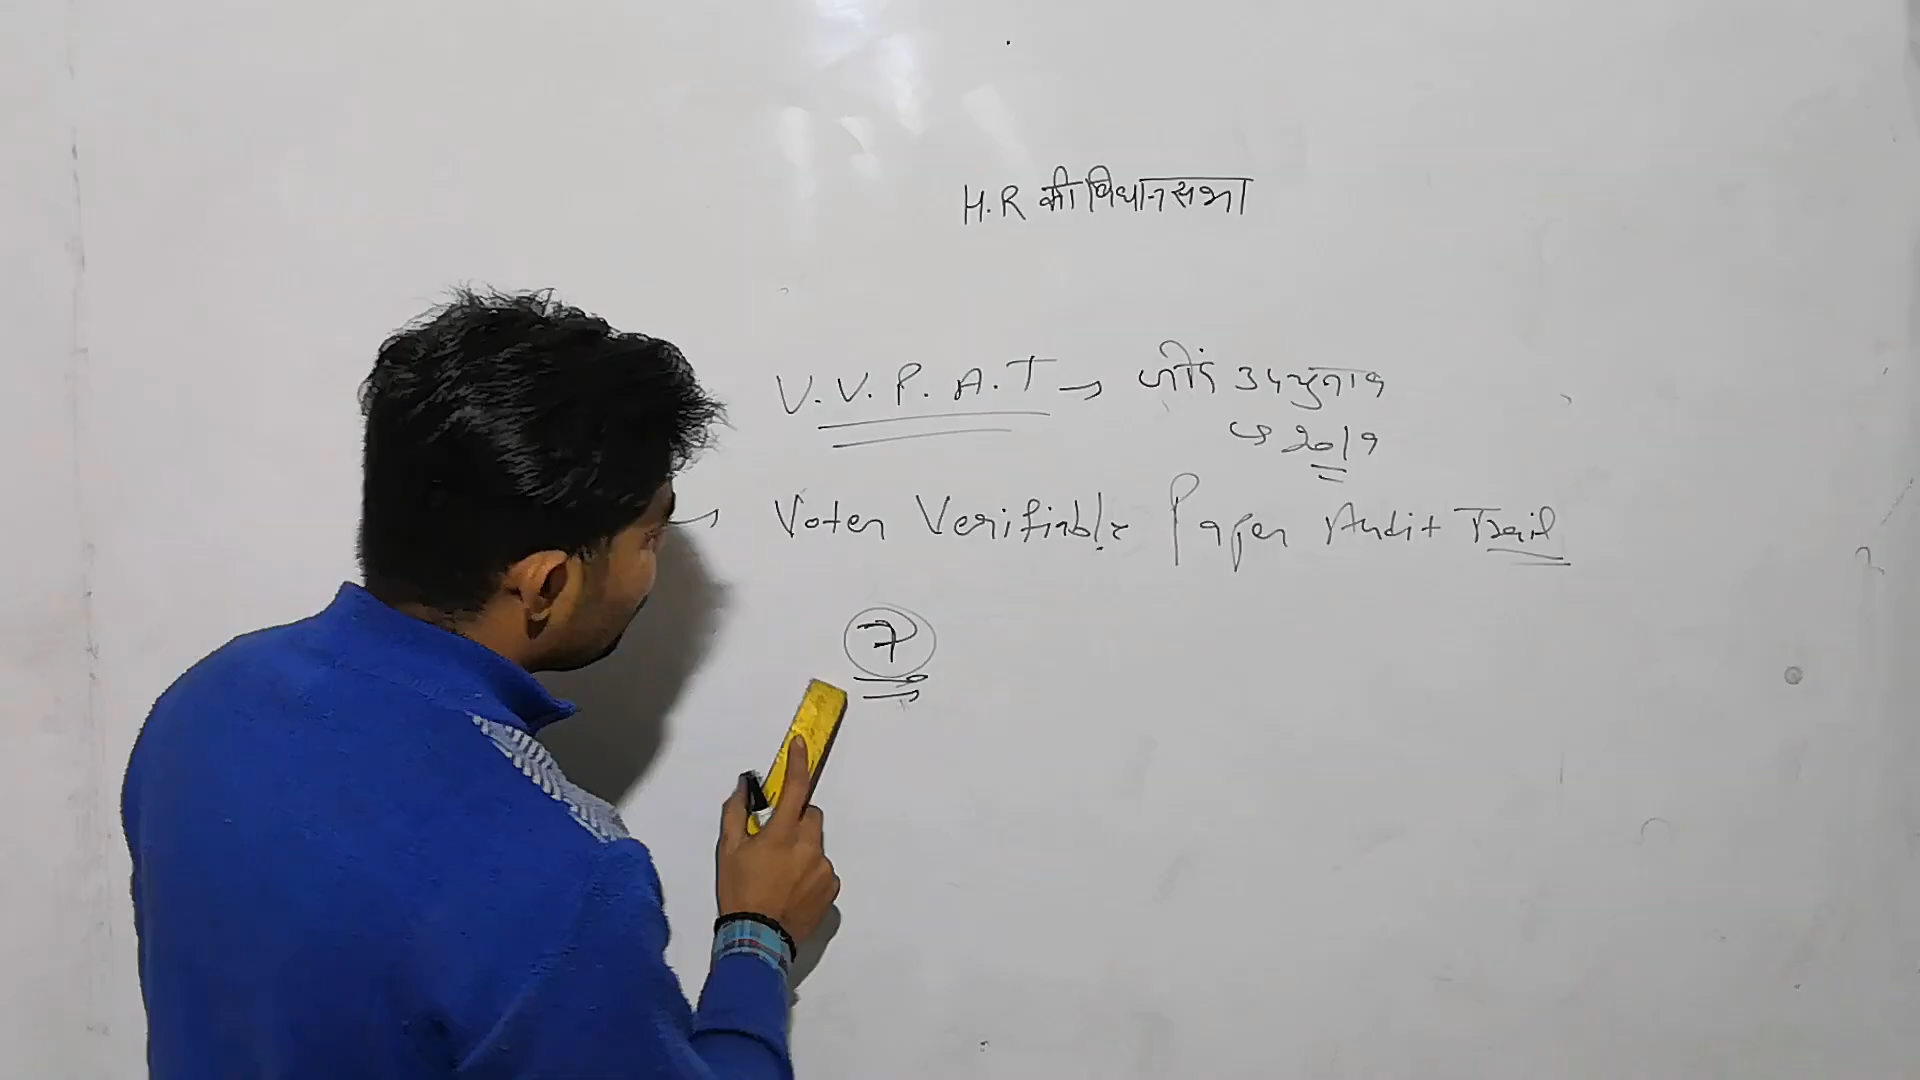 H.R की विधानसभा
V.V.P.A.T → जींद उपचुनाव
↳ 2019
→ Voter Verifiable Paper Audit Trail
7